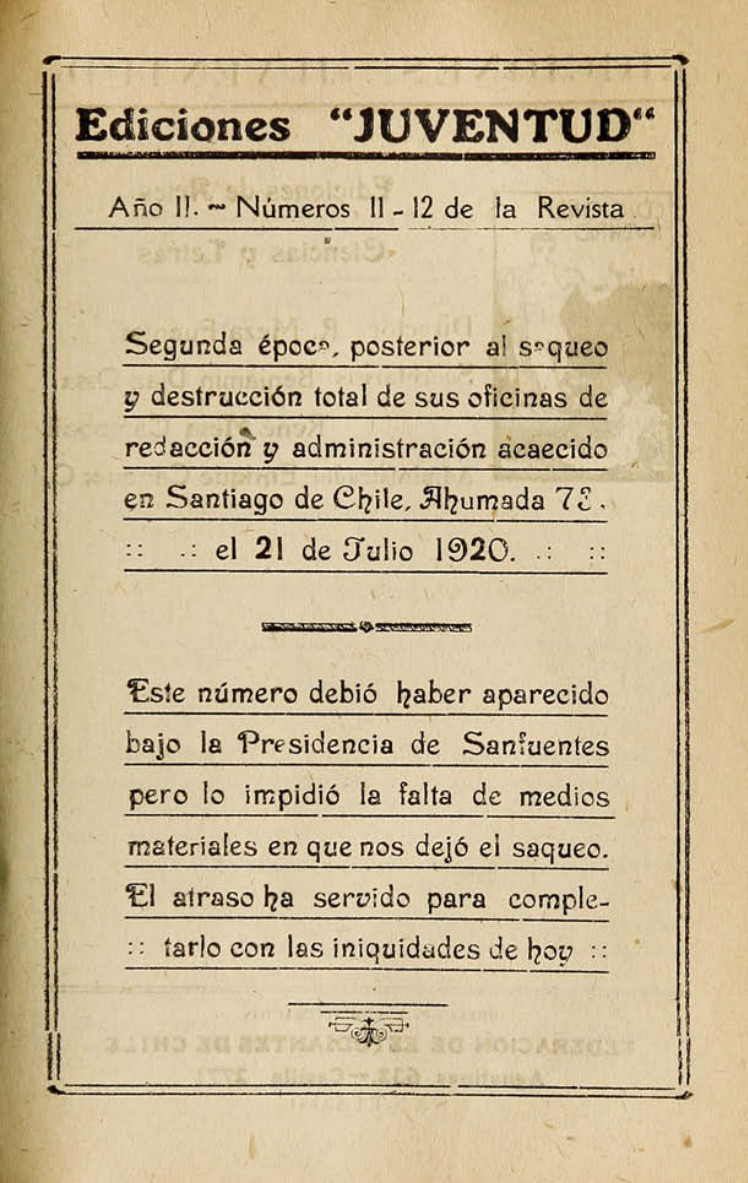 Ediciones "JUVENTUD"
Año II. ~ Números 11 - 12 de la Revista
Segunda época, posterior al saqueo
y destrucción total de sus oficinas de
redacción y administración acaecido
en Santiago de Chile, Ahumada
:: .: el 21 de Julio 1920. .: ::
Este número debió haber aparecido
bajo la Presidencia de Sanfuentes
pero lo impidió la falta de medios
materiales en que nos dejó el saqueo.
El atraso ha servido para comple-
:: tarlo con las iniquidades de hoy ::